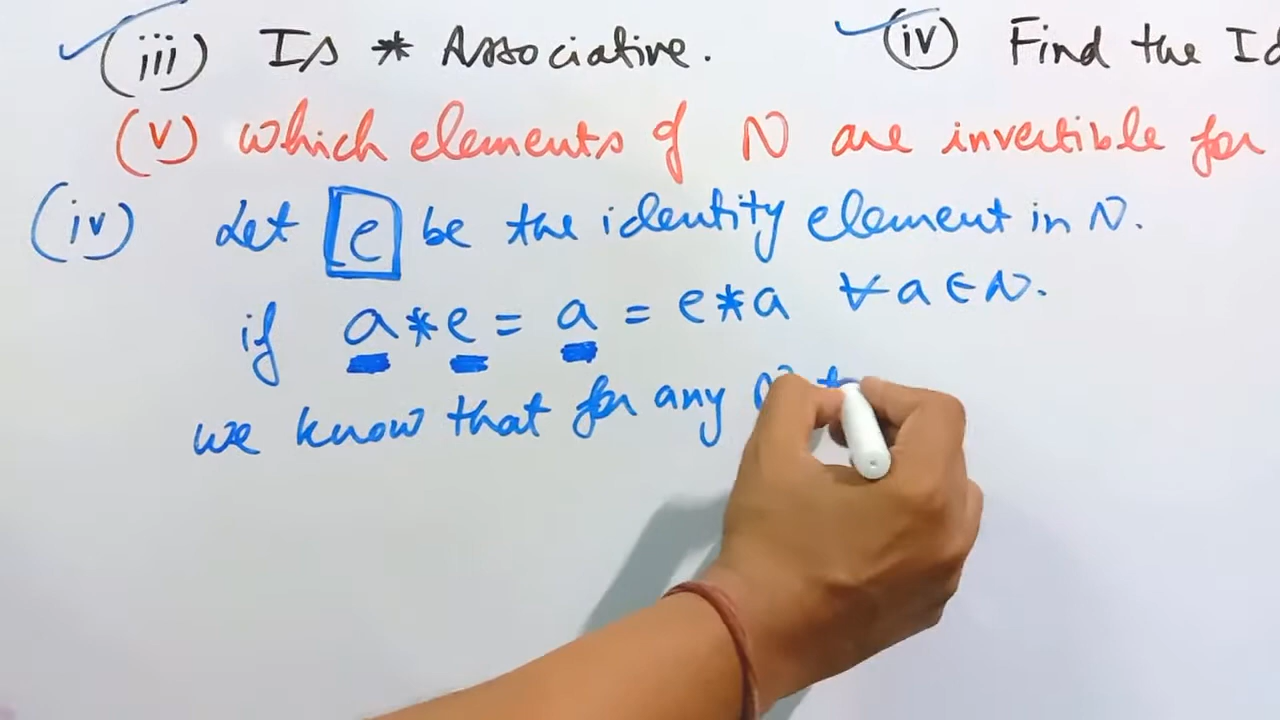 (iii) Is * Associative. (iv) Find the
(v) which elements of N are invertible for
(iv) Let e be the identity element in N.
if a * e = a = e * a ∀ a ∈ N.
we know that for any